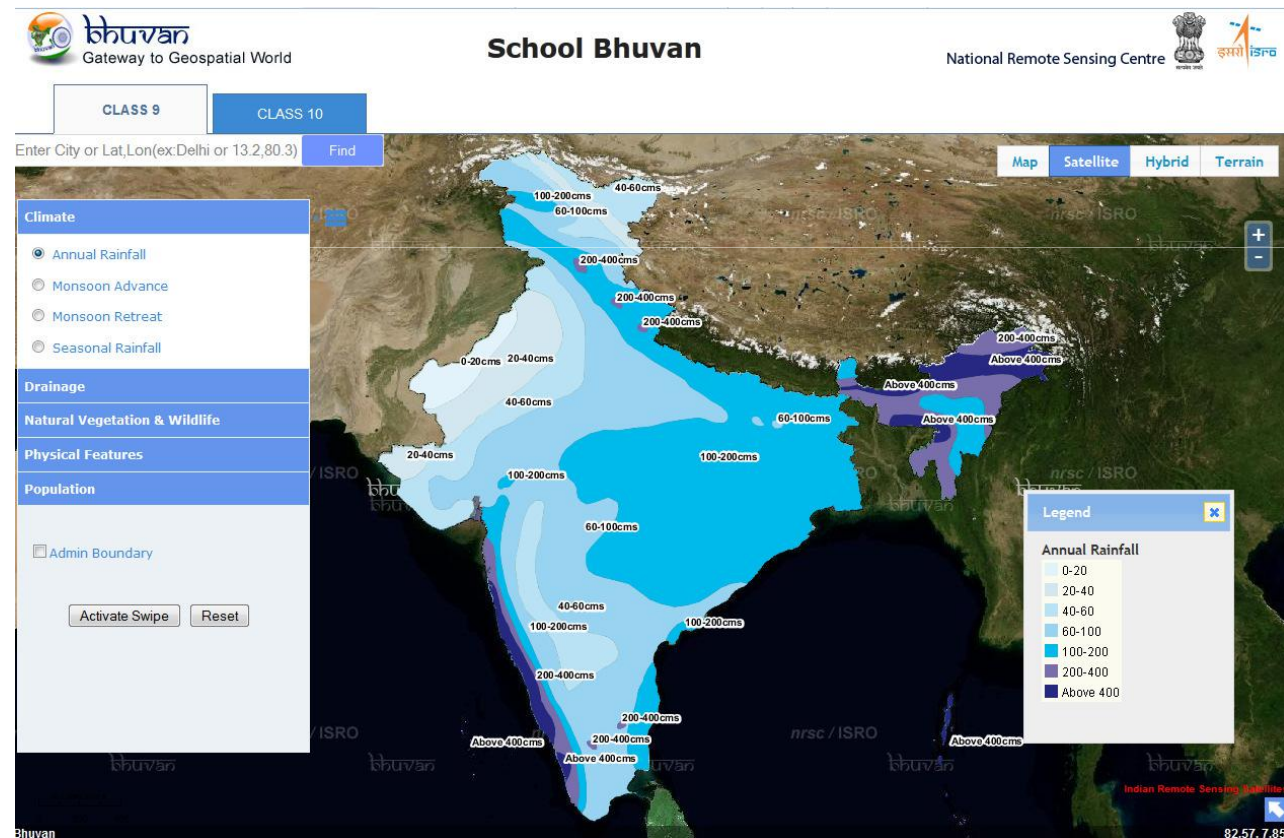 bhuvan
Gateway to Geospatial World
School Bhuvan
National Remote Sensing Centre
इसरो isro
CLASS 9
CLASS 10
Enter City or Lat,Lon(ex:Delhi or 13.2,80.3)
Find
Map
Satellite
Hybrid
Terrain
Climate
Annual Rainfall
Monsoon Advance
Monsoon Retreat
Seasonal Rainfall
Drainage
Natural Vegetation & Wildlife
Physical Features
Population
Admin Boundary
Activate Swipe
Reset
40-60cms
100-200cms
60-100cms
200-400cms
200-400cms
200-400cms
200-400cms
Above 400cms
0-20cms
20-40cms
Above 400cms
40-60cms
60-100cms
Above 400cms
20-40cms
100-200cms
100-200cms
60-100cms
40-60cms
100-200cms
100-200cms
200-400cms
200-400cms
Above 400cms
200-400cms
Above 400cms
Above 400cms
+
-
Legend
Annual Rainfall
0-20
20-40
40-60
60-100
100-200
200-400
Above 400
nrsc / ISRO
nrsc / ISRO
nrsc / ISRO
/ ISRO
/ ISRO
bhuvan
bhuvan
bhuvan
bhuvan
Indian Remote Sensing Satellite
Bhuvan